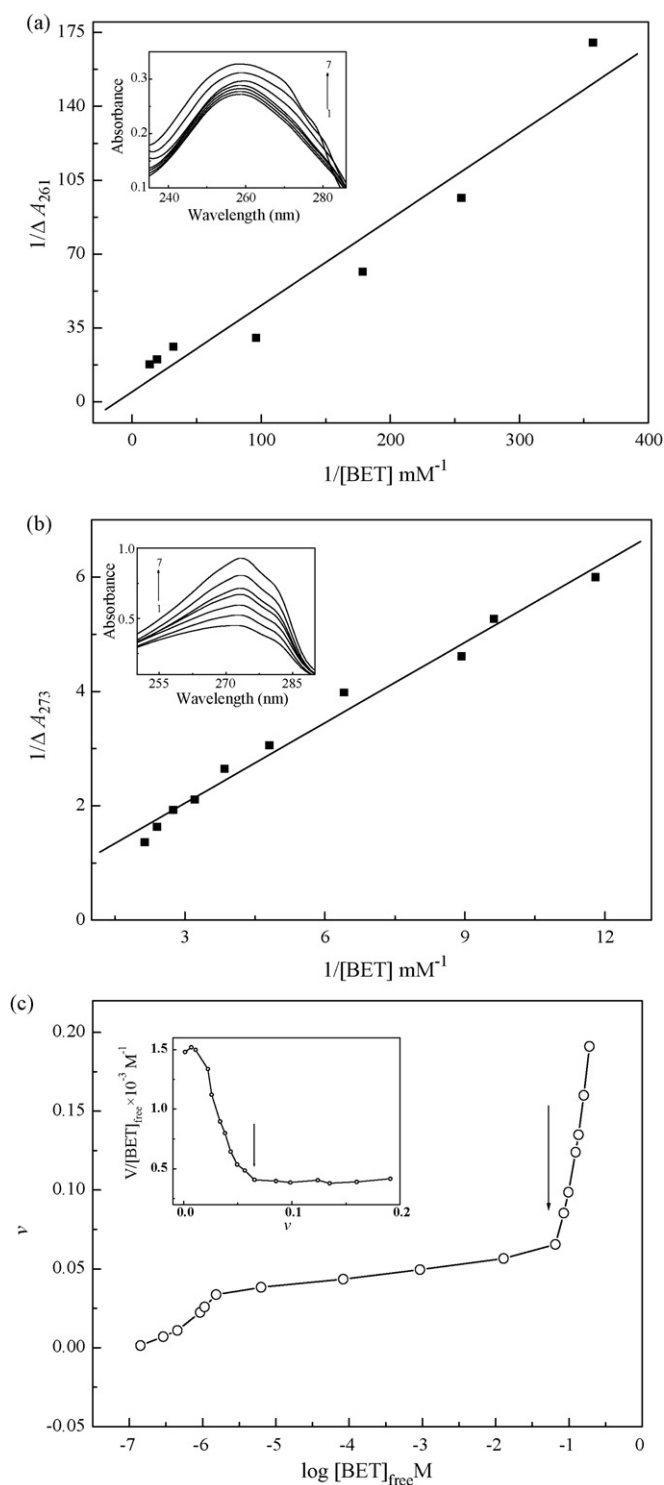 (a)
175
140
105
70
35
0
1/Δ A261
0.3
0.2
0.1
Absorbance
7
1
240 260 280
Wavelength (nm)
0 100 200 300 400
1/[BET] mM-1
(b)
6
4
2
0
1/Δ A273
1.0
0.5
Absorbance
7
1
255 270 285
Wavelength (nm)
3 6 9 12
1/[BET] mM-1
(c)
0.20
0.15
0.10
0.05
0.00
-0.05
v
1.5
1.0
0.5
V/[BET]free×10-3 M-1
0.0 0.1 0.2
v
-7 -6 -5 -4 -3 -2 -1 0
log [BET]freeM